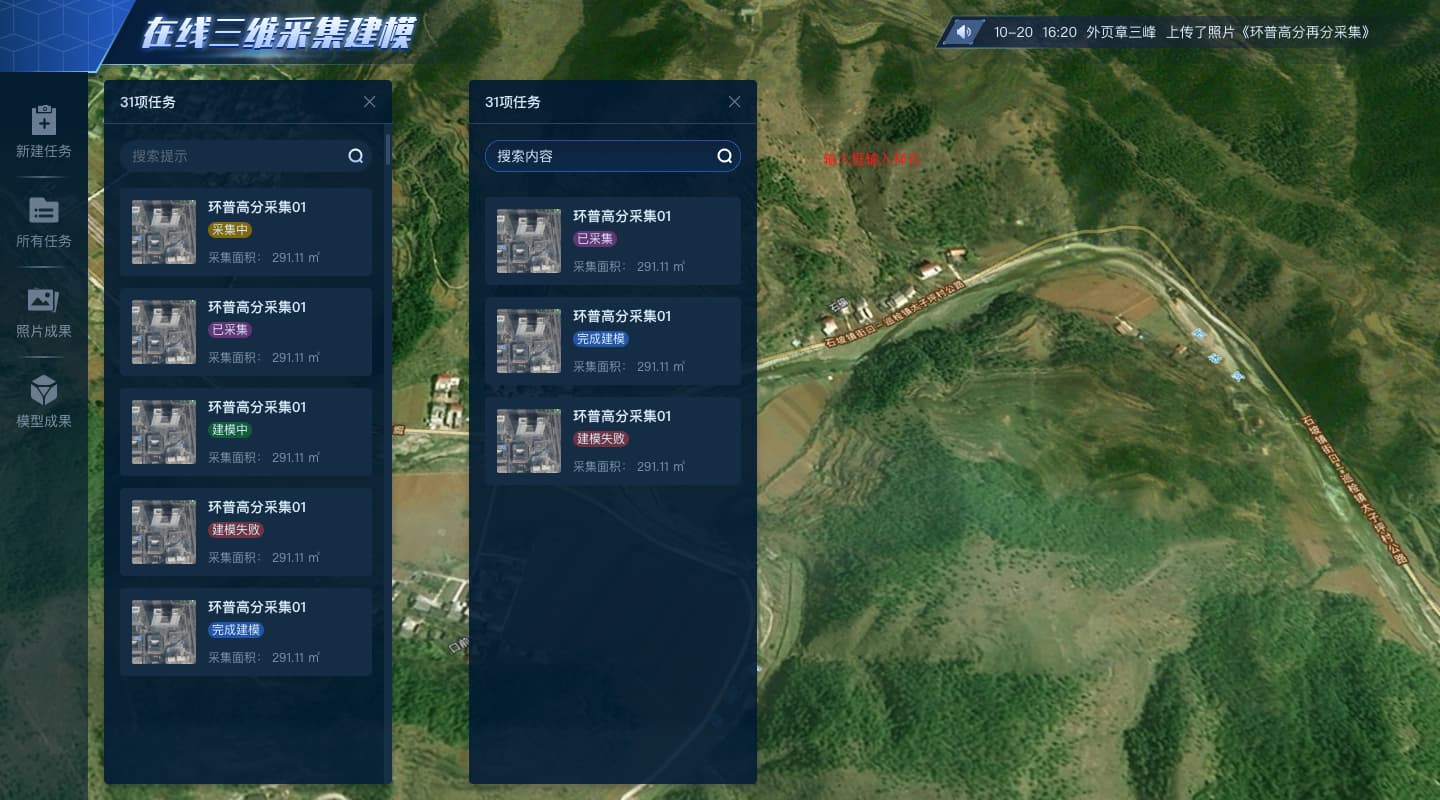 在线三维采集建模
10-20 16:20 外页章三峰 上传了照片《环普高分再分采集》
新建任务
所有任务
照片成果
模型成果
31项任务
搜索提示
环普高分采集01
采集中
采集面积： 291.11 ㎡
环普高分采集01
已采集
采集面积： 291.11 ㎡
环普高分采集01
建模中
采集面积： 291.11 ㎡
环普高分采集01
建模失败
采集面积： 291.11 ㎡
环普高分采集01
完成建模
采集面积： 291.11 ㎡
31项任务
搜索内容
环普高分采集01
已采集
采集面积： 291.11 ㎡
环普高分采集01
完成建模
采集面积： 291.11 ㎡
环普高分采集01
建模失败
采集面积： 291.11 ㎡
输入框输入样式